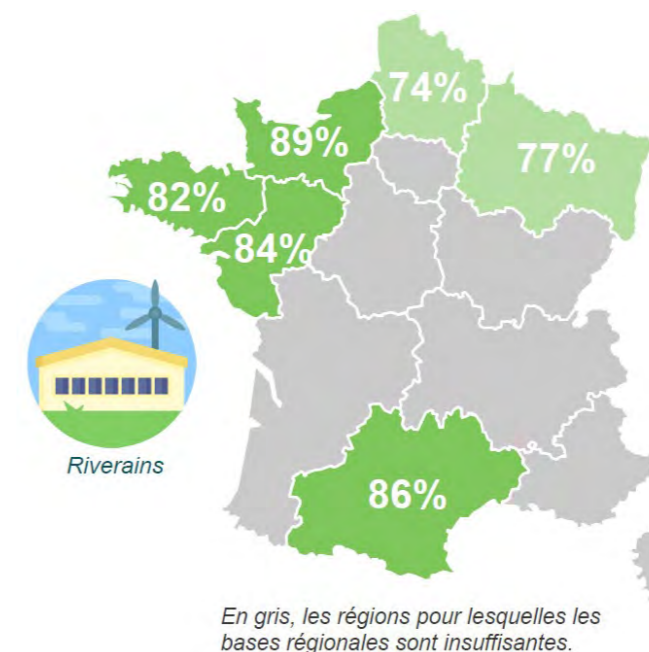 74%
89%
77%
82%
84%
Riverains
86%
En gris, les régions pour lesquelles les
bases régionales sont insuffisantes.